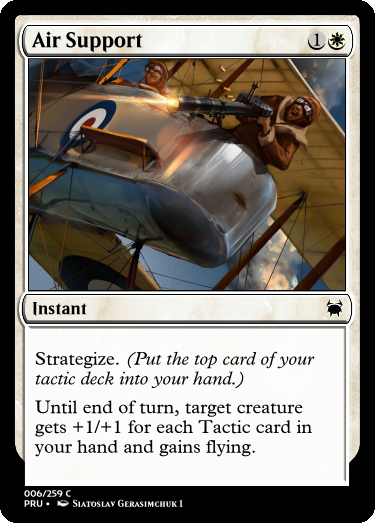 Air Support
1
Instant
Strategize. (Put the top card of your
tactic deck into your hand.)
Until end of turn, target creature
gets +1/+1 for each Tactic card in
your hand and gains flying.
006/259 C
PRU • Siatoslav Gerasimchuk I